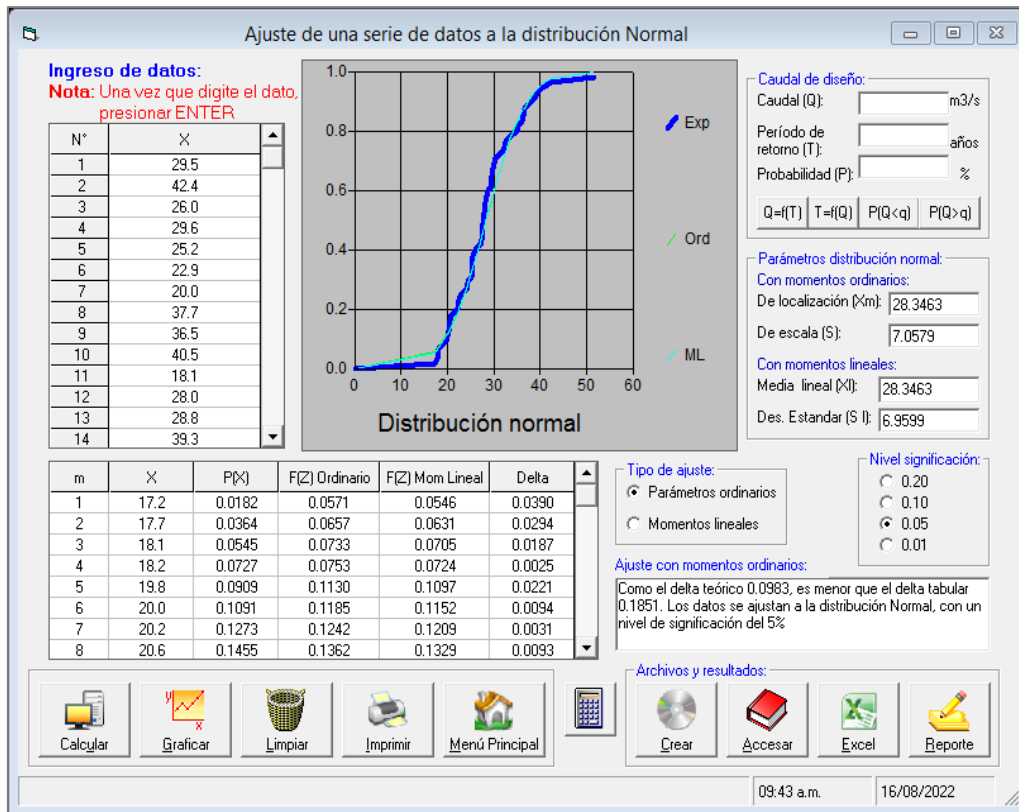 Ajuste de una serie de datos a la distribución Normal
Ingreso de datos:
Nota: Una vez que digite el dato,
presionar ENTER
N° X
1 29.5
2 42.4
3 26.0
4 29.6
5 25.2
6 22.9
7 20.0
8 37.7
9 36.5
10 40.5
11 18.1
12 28.0
13 28.8
14 39.3
1.0
0.8
0.6
0.4
0.2
0.0
0 10 20 30 40 50 60
Distribución normal
Exp
Ord
ML
Caudal de diseño:
Caudal (Q): m3/s
Período de
retorno (T): años
Probabilidad (P): %
Q=f(T) T=f(Q) P(Q<q) P(Q>q)
Parámetros distribución normal:
Con momentos ordinarios:
De localización (Xm): 28.3463
De escala (S): 7.0579
Con momentos lineales:
Media lineal (Xl): 28.3463
Des. Estandar (S l): 6.9599
m X P(X) F(Z) Ordinario F(Z) Mom Lineal Delta
1 17.2 0.0182 0.0571 0.0546 0.0390
2 17.7 0.0364 0.0657 0.0631 0.0294
3 18.1 0.0545 0.0733 0.0705 0.0187
4 18.2 0.0727 0.0753 0.0724 0.0025
5 19.8 0.0909 0.1130 0.1097 0.0221
6 20.0 0.1091 0.1185 0.1152 0.0094
7 20.2 0.1273 0.1242 0.1209 0.0031
8 20.6 0.1455 0.1362 0.1329 0.0093
Tipo de ajuste:
Parámetros ordinarios
Momentos lineales
Nivel significación:
0.20
0.10
0.05
0.01
Ajuste con momentos ordinarios:
Como el delta teórico 0.0983, es menor que el delta tabular
0.1851. Los datos se ajustan a la distribución Normal, con un
nivel de significación del 5%
Calcular Graficar Limpiar Imprimir Menú Principal
Archivos y resultados:
Crear Accesar Excel Reporte
09:43 a.m. 16/08/2022